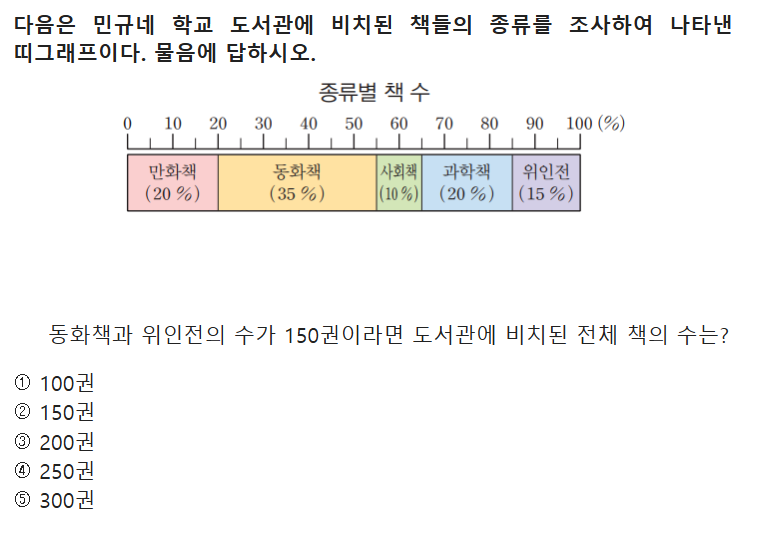 다음은 민규네 학교 도서관에 비치된 책들의 종류를 조사하여 나타낸
띠그래프이다. 물음에 답하시오.
종류별 책 수
0 10 20 30 40 50 60 70 80 90 100 (%)
만화책 동화책 사회책 과학책 위인전
(20 %) (35 %) (10 %) (20 %) (15 %)
동화책과 위인전의 수가 150권이라면 도서관에 비치된 전체 책의 수는?
① 100권
② 150권
③ 200권
④ 250권
⑤ 300권